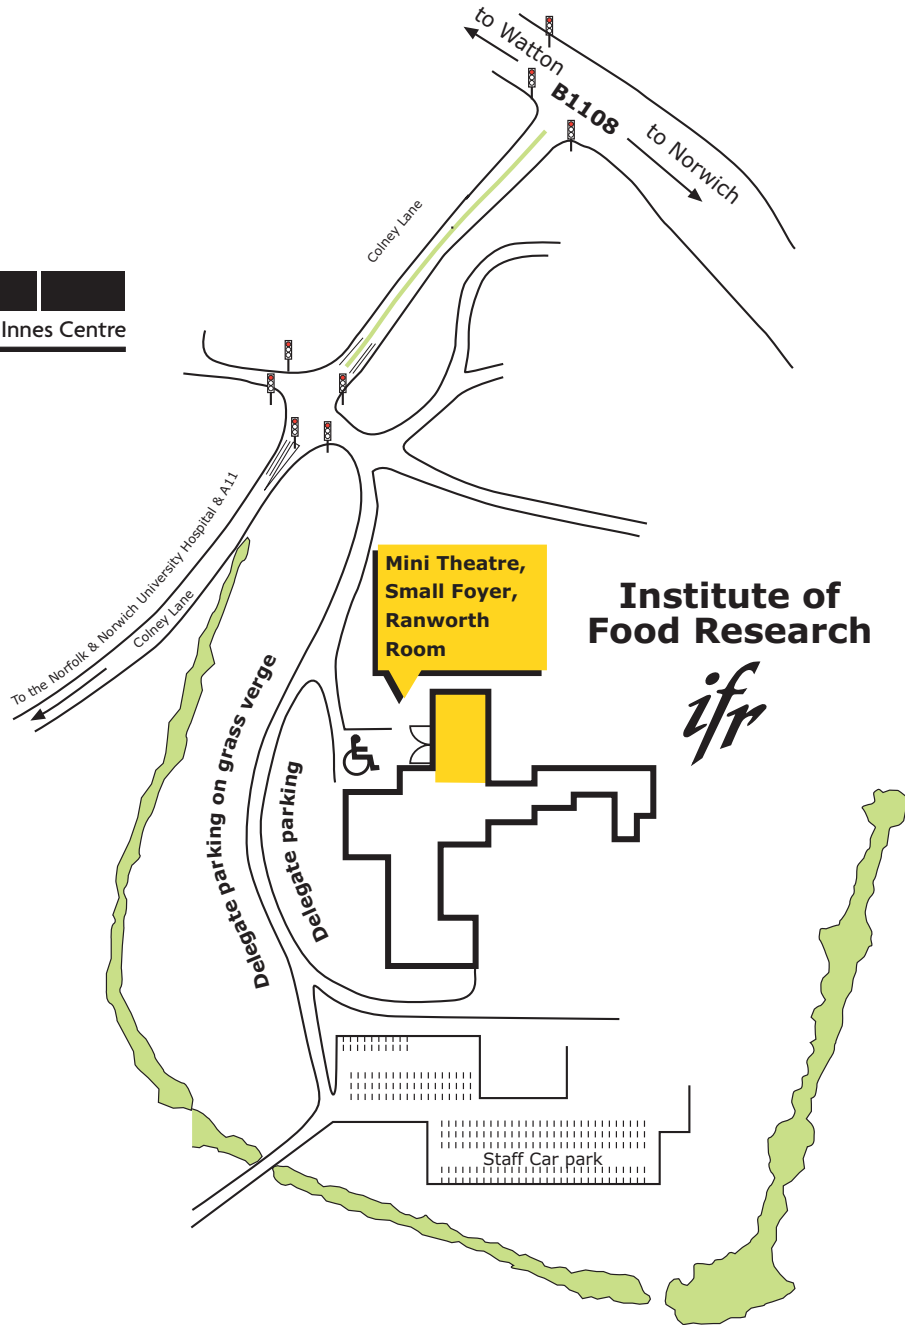 to Watton
B1108
to Norwich
Colney Lane
Innes Centre
To the Norfolk & Norwich University Hospital & A11
Colney Lane
Mini Theatre,
Small Foyer,
Ranworth
Room
Institute of
Food Research
ifr
Delegate parking on grass verge
Delegate parking
Staff Car park